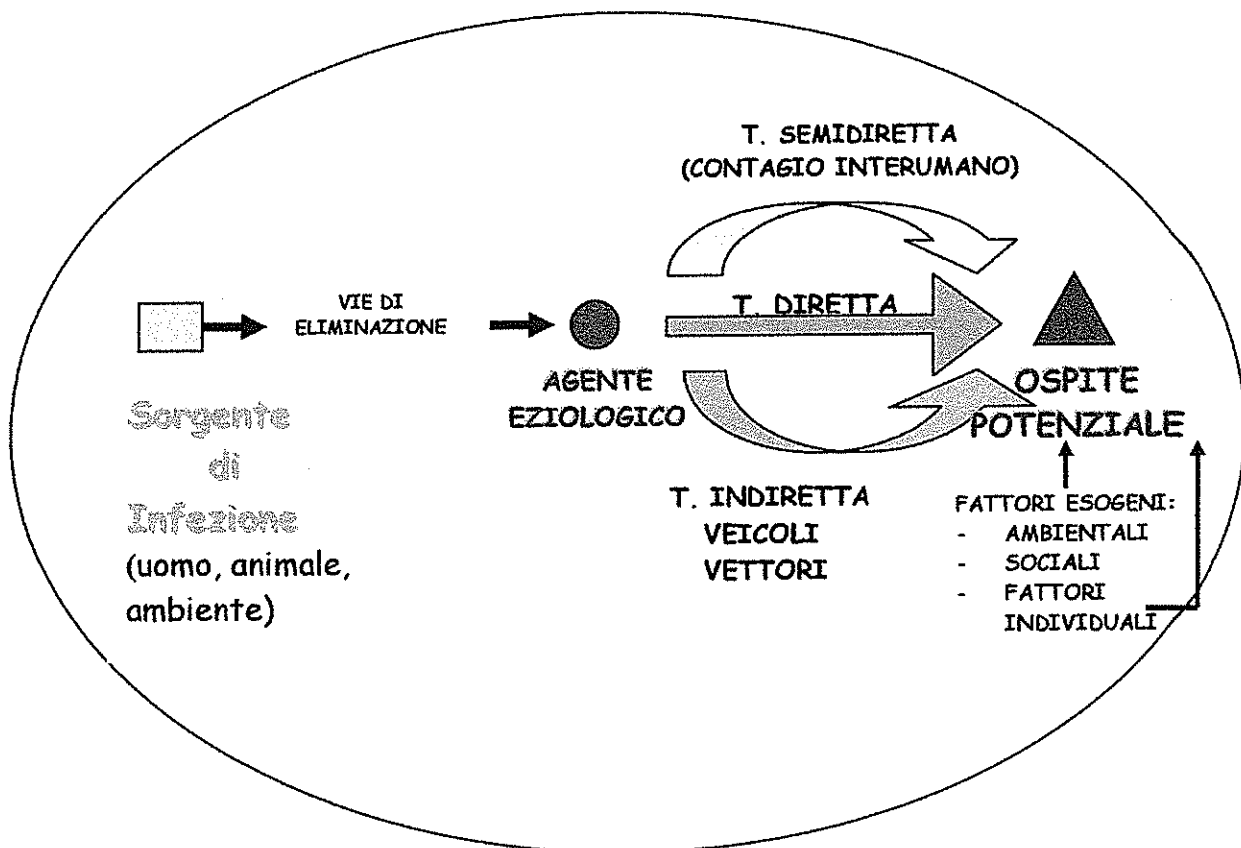 T. SEMIDIRETTA
(CONTAGIO INTERUMANO)
VIE DI
ELIMINAZIONE
T. DIRETTA
AGENTE
EZIOLOGICO
OSPITE
POTENZIALE
Sorgente
di
Infezione
(uomo, animale,
ambiente)
T. INDIRETTA
VEICOLI
VETTORI
FATTORI ESOGENI:
- AMBIENTALI
- SOCIALI
- FATTORI
INDIVIDUALI